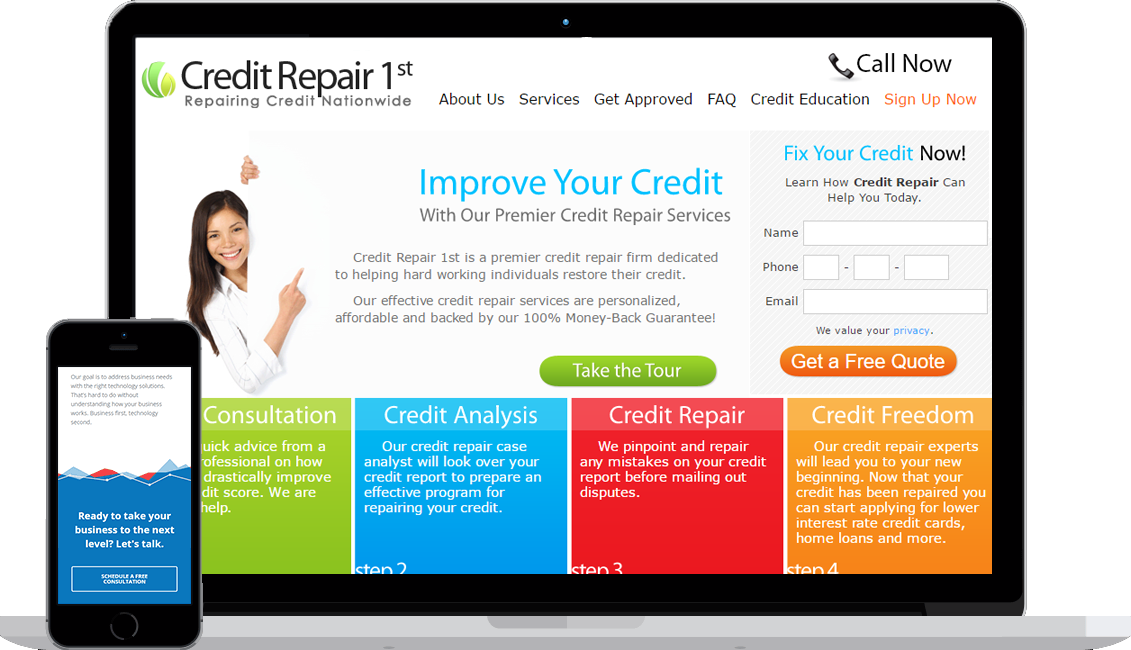 Credit Repair 1st
Repairing Credit Nationwide
Call Now
About Us Services Get Approved FAQ Credit Education Sign Up Now
Improve Your Credit
With Our Premier Credit Repair Services
Credit Repair 1st is a premier credit repair firm dedicated
to helping hard working individuals restore their credit.
Our effective credit repair services are personalized,
affordable and backed by our 100% Money-Back Guarantee!
Take the Tour
Fix Your Credit Now!
Learn How Credit Repair Can
Help You Today.
Name
Phone - -
Email
We value your privacy.
Get a Free Quote
Consultation
uick advice from a
rofessional on how
drastically improve
dit score. We are
help.
Credit Analysis
Our credit repair case
analyst will look over your
credit report to prepare an
effective program for
repairing your credit.
step 2
Credit Repair
We pinpoint and repair
any mistakes on your credit
report before mailing out
disputes.
step 3
Credit Freedom
Our credit repair experts
will lead you to your new
beginning. Now that your
credit has been repaired you
can start applying for lower
interest rate credit cards,
home loans and more.
step 4
Our goal is to address business needs
with the right technology solutions.
That's hard to do without
understanding how your business
works. Business first, technology
second.
Ready to take your
business to the next
level? Let's talk.
SCHEDULE A FREE
CONSULTATION